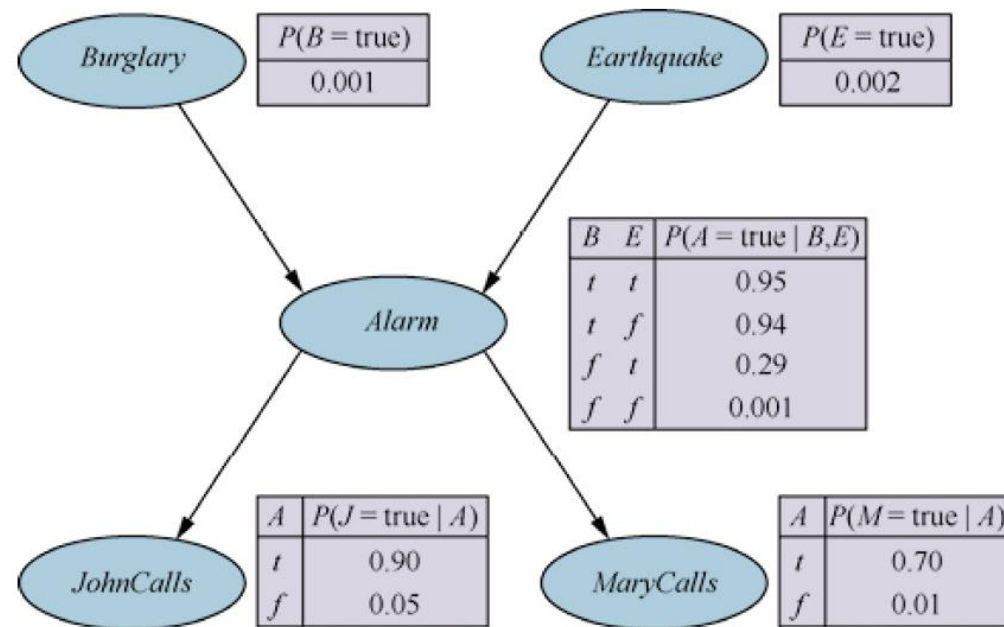 Burglary
P(B = true)
0.001
Earthquake
P(E = true)
0.002
B E P(A = true | B,E)
t t 0.95
t f 0.94
f t 0.29
f f 0.001
Alarm
A P(J = true | A)
t 0.90
f 0.05
JohnCalls
A P(M = true | A)
t 0.70
f 0.01
MaryCalls